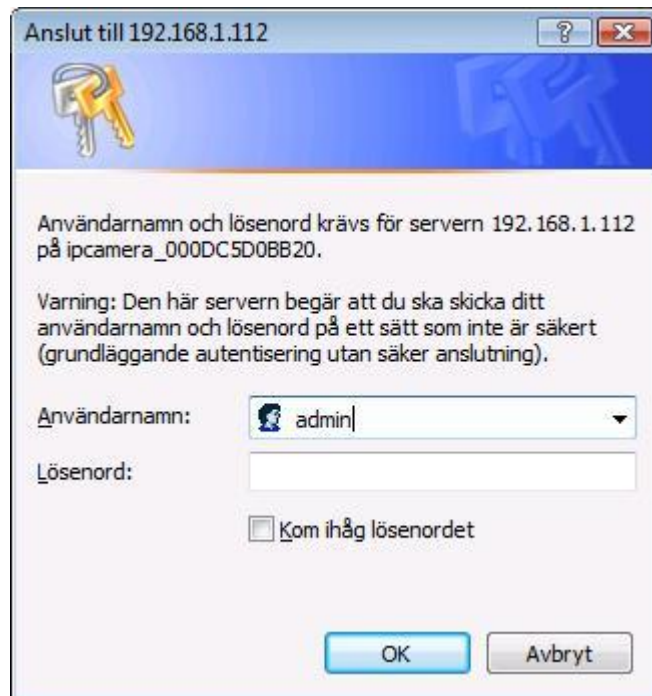 Anslut till 192.168.1.112
Användarnamn och lösenord krävs för servern 192.168.1.112
på ipcamera_000DC5D0BB20.
Varning: Den här servern begär att du ska skicka ditt
användarnamn och lösenord på ett sätt som inte är säkert
(grundläggande autentisering utan säker anslutning).
Användarnamn: admin
Lösenord:
Kom ihåg lösenordet
OK Avbryt